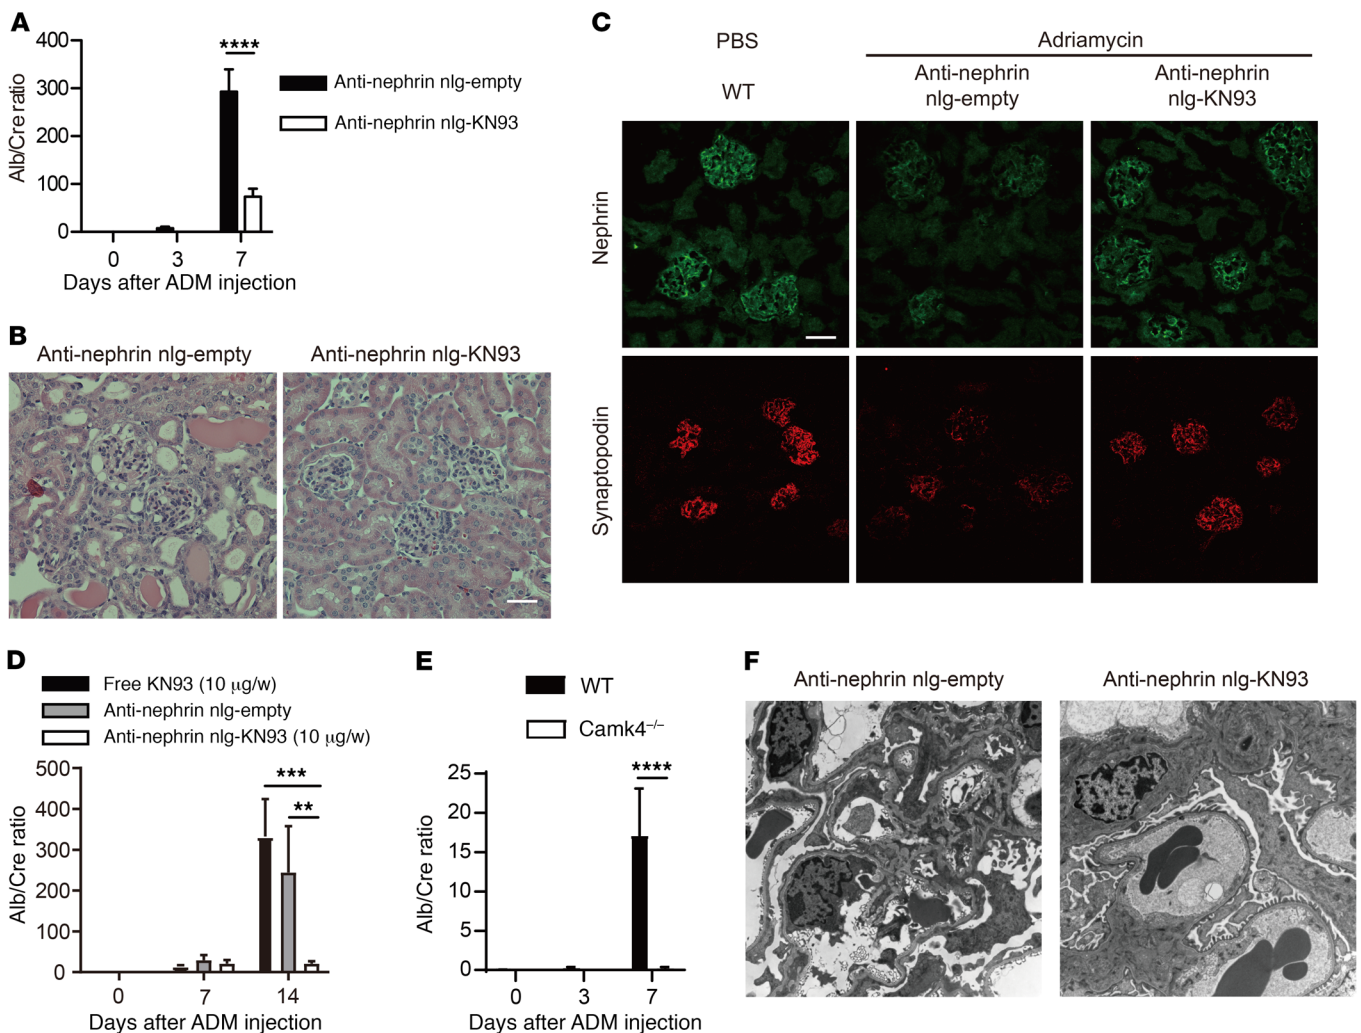 A
400
300
200
100
0
Alb/Cre ratio
****
Anti-nephrin nlg-empty
Anti-nephrin nlg-KN93
0 3 7
Days after ADM injection
B
Anti-nephrin nlg-empty Anti-nephrin nlg-KN93
C
PBS Adriamycin
WT
Anti-nephrin
nlg-empty
Anti-nephrin
nlg-KN93
Nephrin
Synaptopodin
D
Free KN93 (10 μg/w)
Anti-nephrin nlg-empty
Anti-nephrin nlg-KN93 (10 μg/w)
500
400
300
200
100
0
Alb/Cre ratio
***
**
0 7 14
Days after ADM injection
E
WT
Camk4–/–
25
20
15
10
5
0
Alb/Cre ratio
****
0 3 7
Days after ADM injection
F
Anti-nephrin nlg-empty Anti-nephrin nlg-KN93